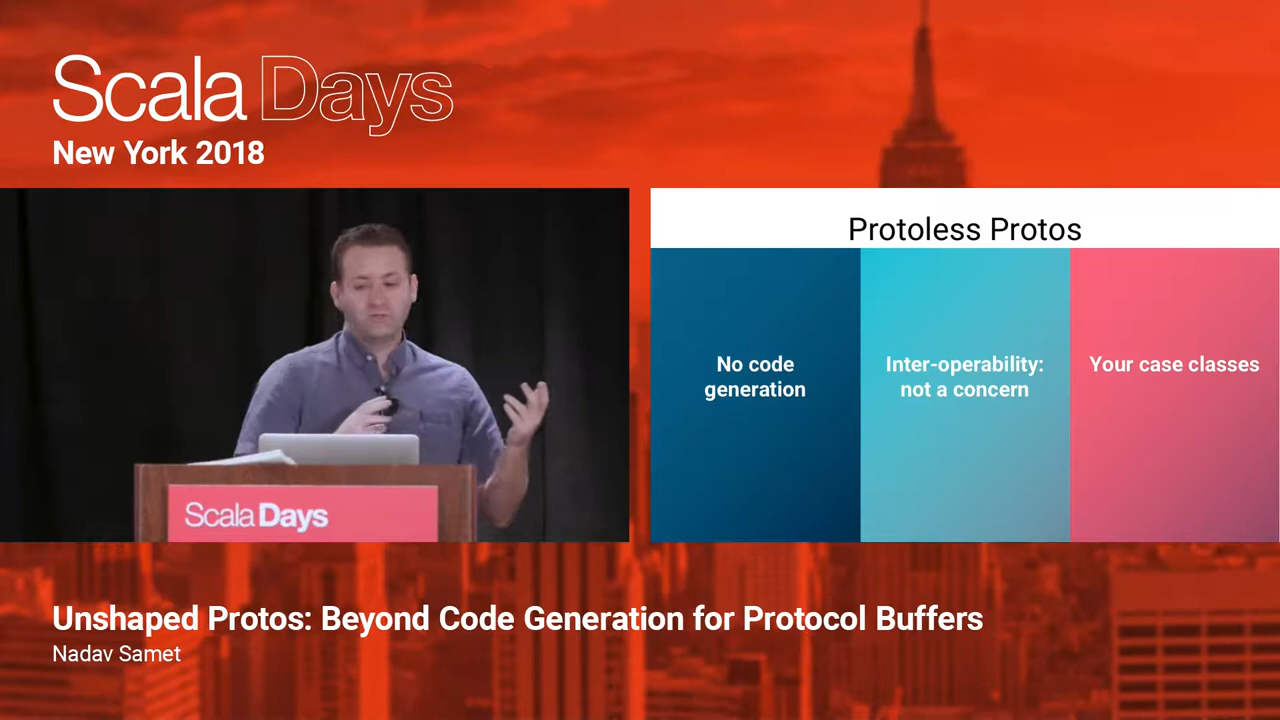 Scala Days
New York 2018
Protoless Protos
No code
generation
Inter-operability:
not a concern
Your case classes
Scala Days
Unshaped Protos: Beyond Code Generation for Protocol Buffers
Nadav Samet